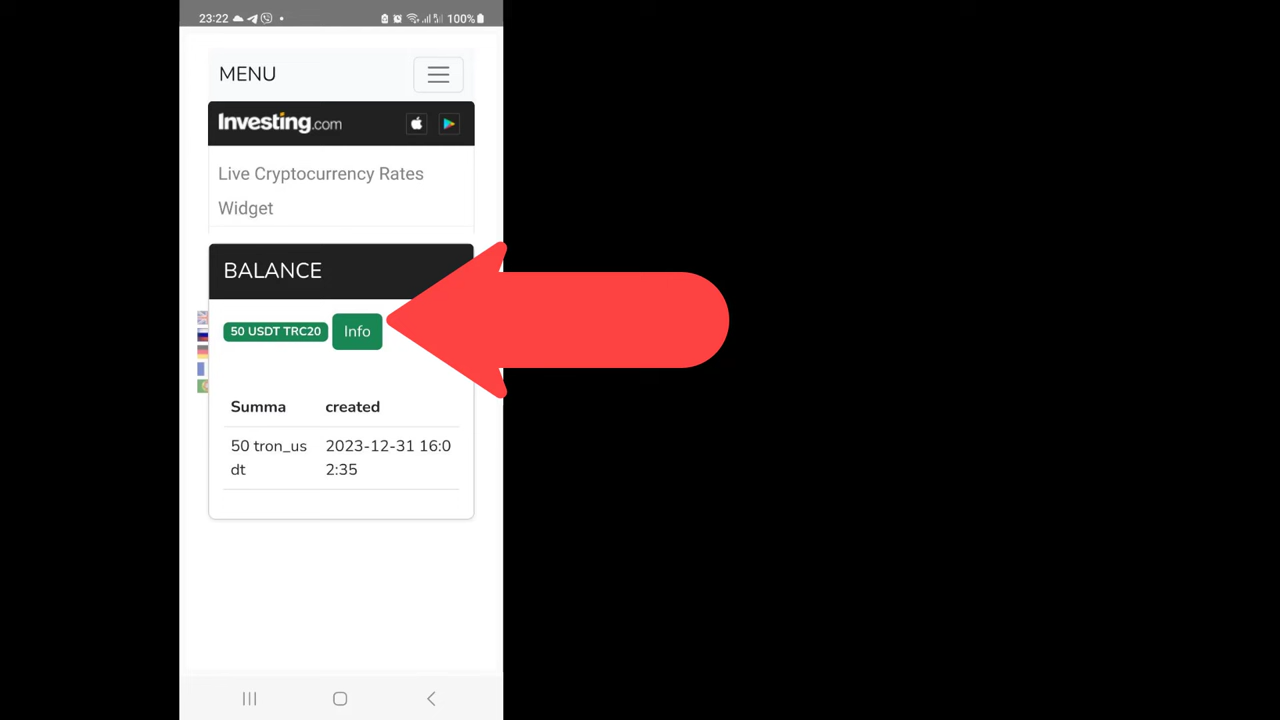 23:22 100%
MENU
Investing.com
Live Cryptocurrency Rates
Widget
BALANCE
50 USDT TRC20 Info
Summa created
50 tron_us 2023-12-31 16:0
dt 2:35